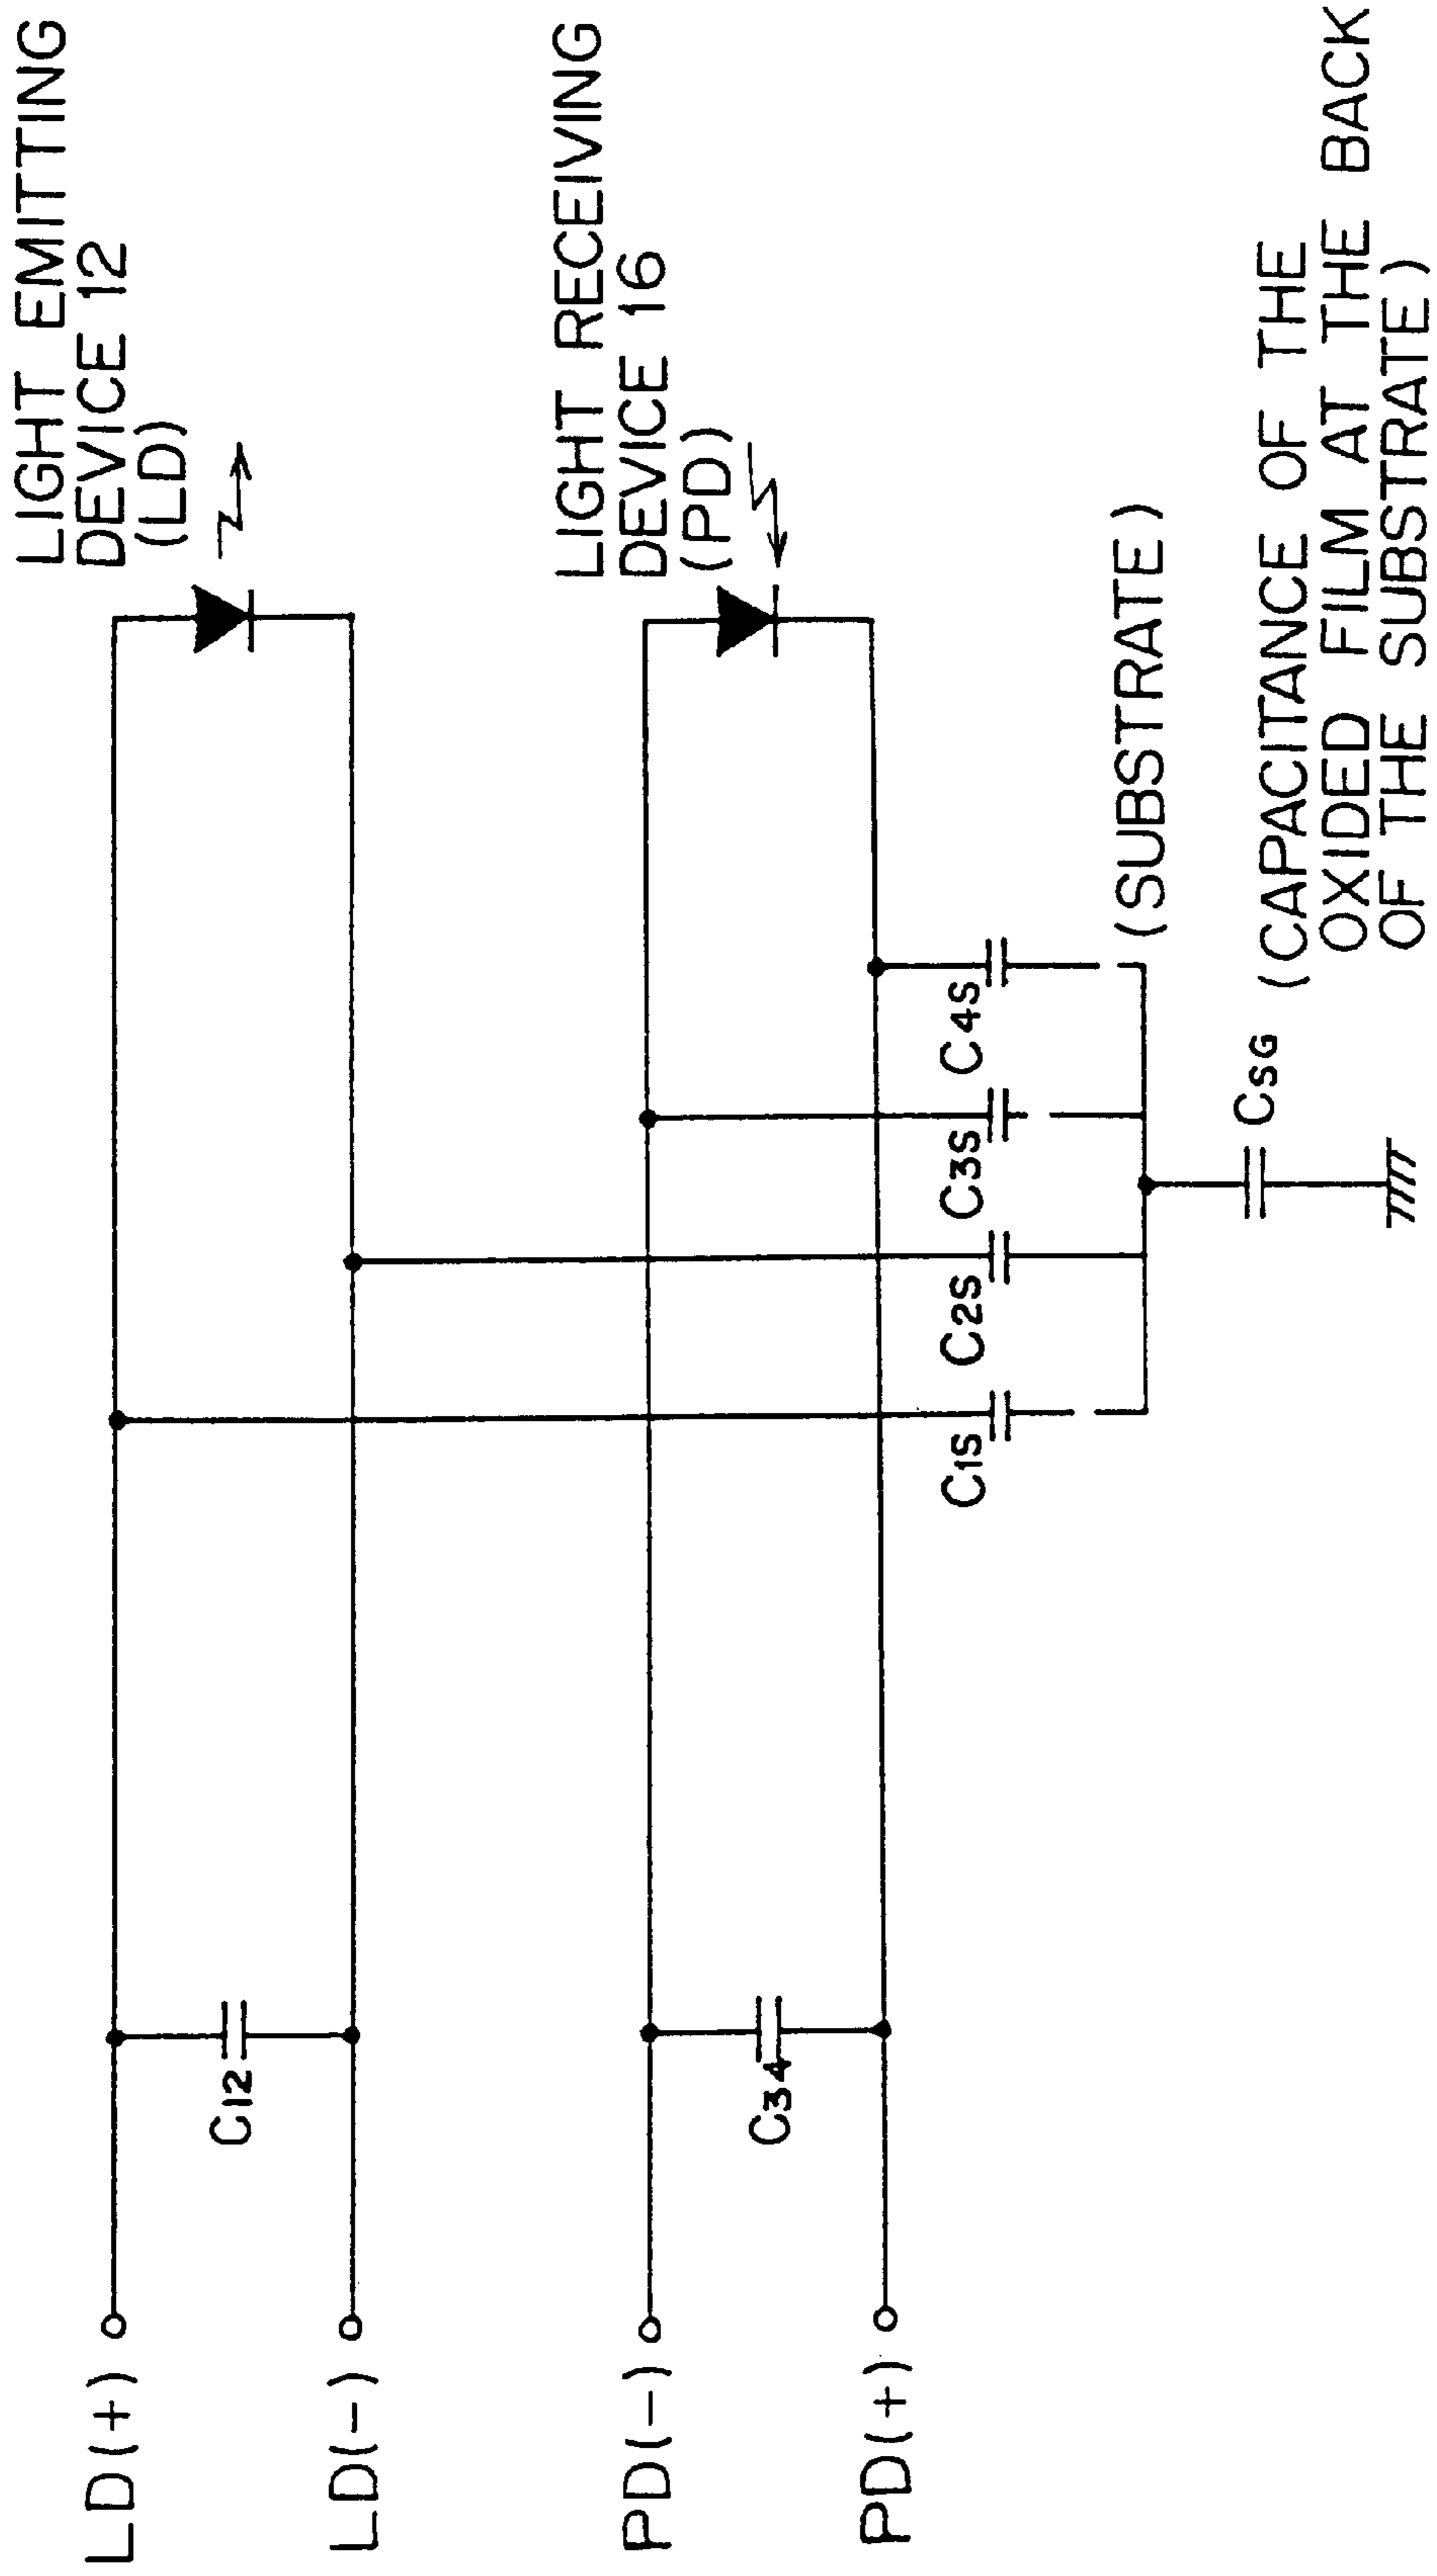 LIGHT EMITTING
DEVICE 12
(LD)
LD(+)
C12
LD(-)
LIGHT RECEIVING
DEVICE 16
(PD)
PD(-)
C34
PD(+)
C1S
C2S
C3S
C4S
(SUBSTRATE)
CSG
(CAPACITANCE OF THE
OXIDED FILM AT THE BACK
OF THE SUBSTRATE)